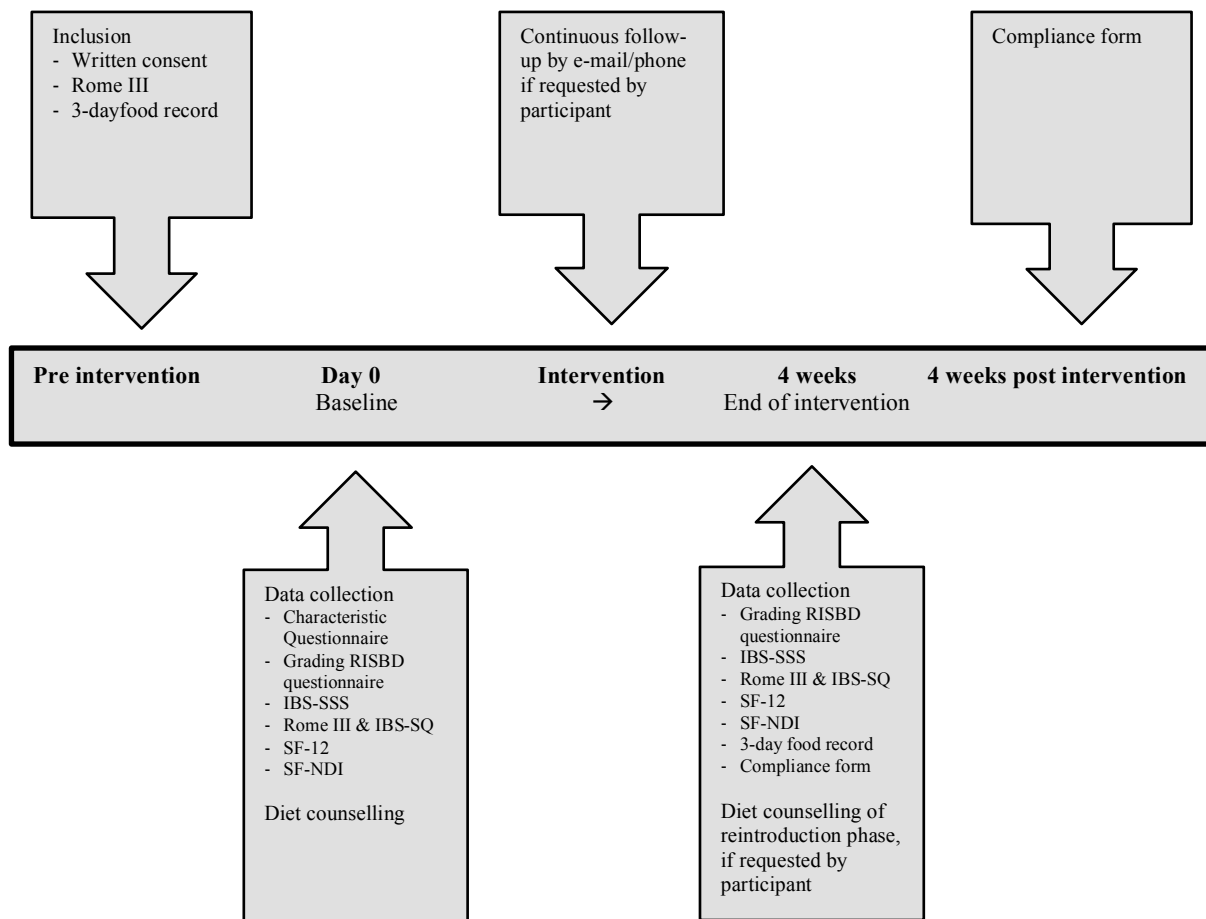 Inclusion
- Written consent
- Rome III
- 3-dayfood record
Continuous follow-
up by e-mail/phone
if requested by
participant
Compliance form
Pre intervention
Day 0
Baseline
Intervention
→
4 weeks
End of intervention
4 weeks post intervention
Data collection
- Characteristic
Questionnaire
- Grading RISBD
questionnaire
- IBS-SSS
- Rome III & IBS-SQ
- SF-12
- SF-NDI
Diet counselling
Data collection
- Grading RISBD
questionnaire
- IBS-SSS
- Rome III & IBS-SQ
- SF-12
- SF-NDI
- 3-day food record
- Compliance form
Diet counselling of
reintroduction phase,
if requested by
participant